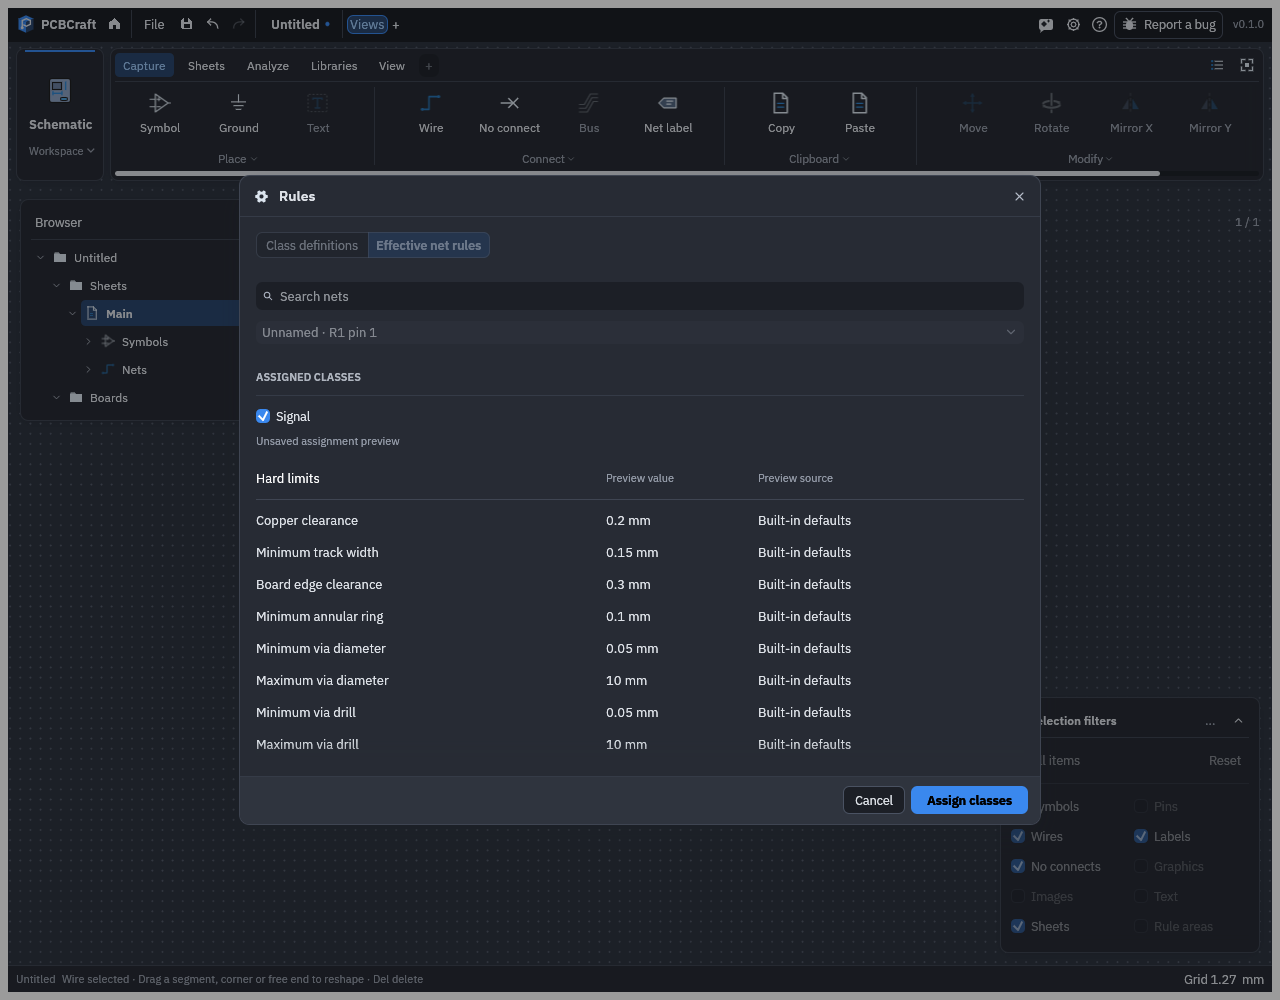 PCBCraft File Untitled Views + Report a bug v0.1.0
Capture Sheets Analyze Libraries View +
Schematic
Workspace
Symbol Ground Text Wire No connect Bus Net label Copy Paste Move Rotate Mirror X Mirror Y
Place Connect Clipboard Modify
Rules
Browser
1 / 1
Untitled
Sheets
Main
Symbols
Nets
Boards
Class definitions Effective net rules
Search nets
Unnamed · R1 pin 1
ASSIGNED CLASSES
Signal
Unsaved assignment preview
Hard limits Preview value Preview source
Copper clearance 0.2 mm Built-in defaults
Minimum track width 0.15 mm Built-in defaults
Board edge clearance 0.3 mm Built-in defaults
Minimum annular ring 0.1 mm Built-in defaults
Minimum via diameter 0.05 mm Built-in defaults
Maximum via diameter 10 mm Built-in defaults
Minimum via drill 0.05 mm Built-in defaults
Maximum via drill 10 mm Built-in defaults
Cancel Assign classes
election filters ...
l items Reset
ymbols Pins
Wires Labels
No connects Graphics
Images Text
Sheets Rule areas
Untitled Wire selected · Drag a segment, corner or free end to reshape · Del delete
Grid 1.27 mm